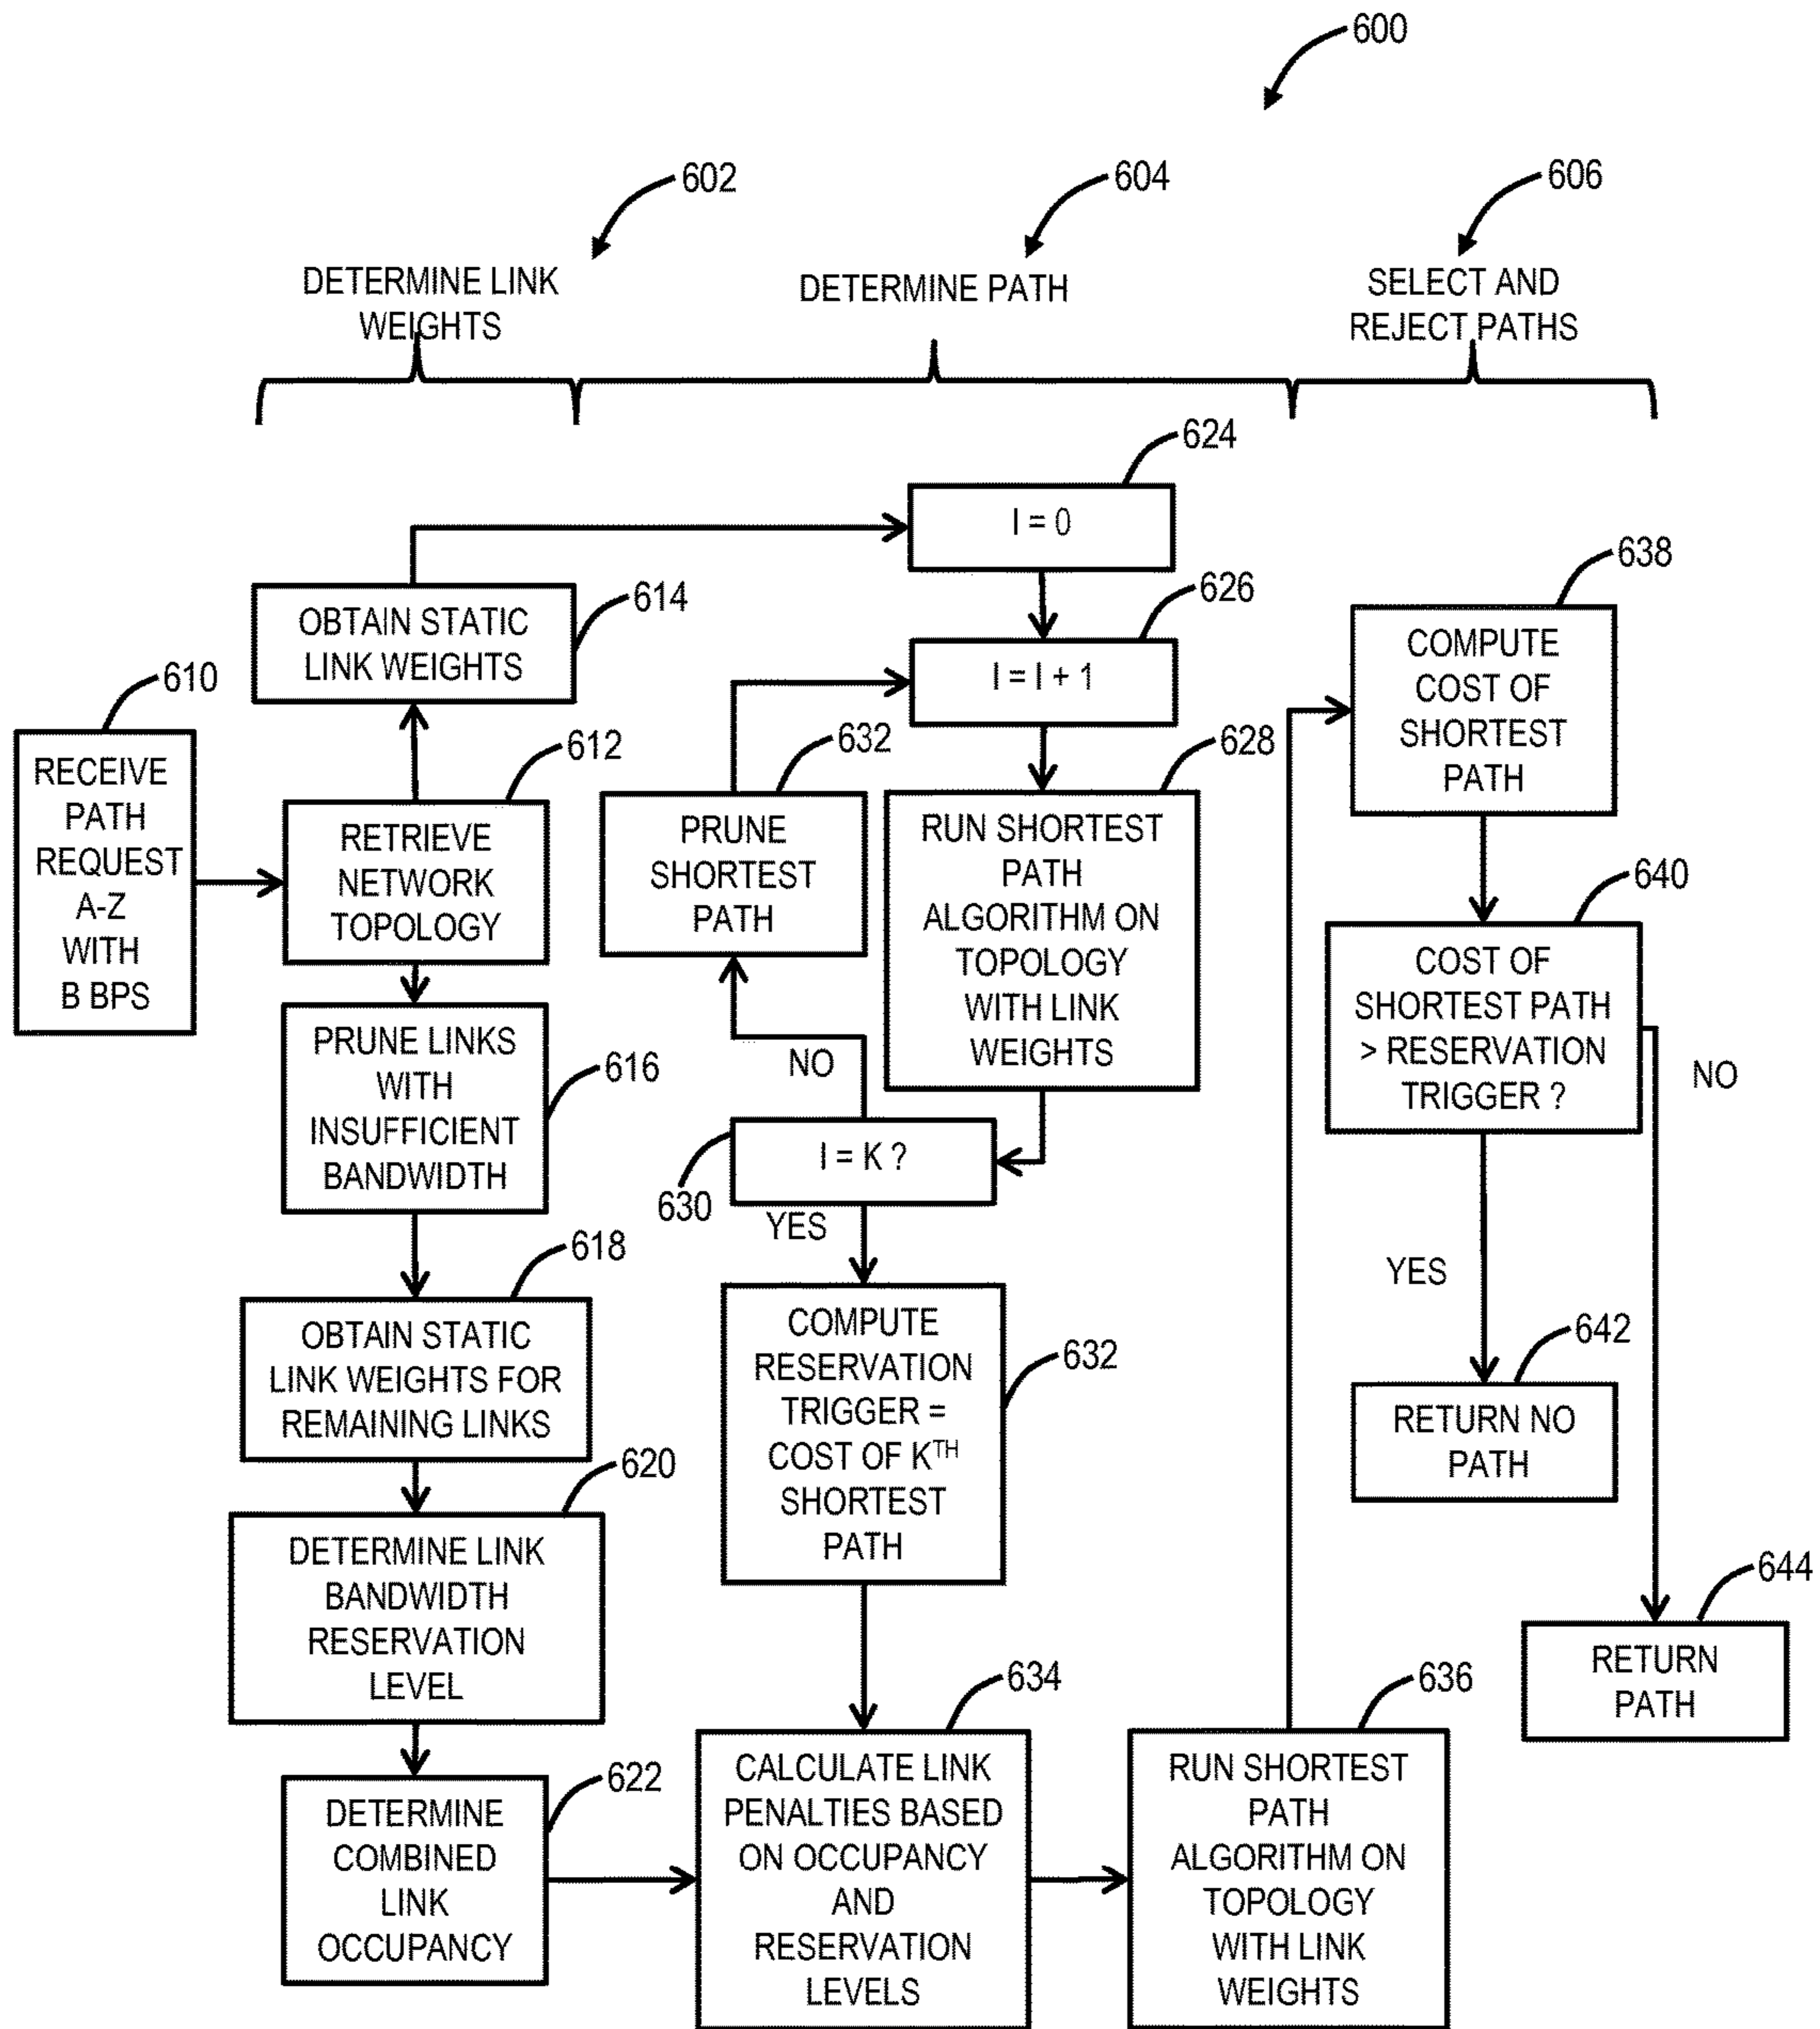 600
602
604
606
DETERMINE LINK
WEIGHTS
DETERMINE PATH
SELECT AND
REJECT PATHS
610
RECEIVE
PATH
REQUEST
A-Z
WITH
B BPS
612
RETRIEVE
NETWORK
TOPOLOGY
614
OBTAIN STATIC
LINK WEIGHTS
616
PRUNE LINKS
WITH
INSUFFICIENT
BANDWIDTH
618
OBTAIN STATIC
LINK WEIGHTS FOR
REMAINING LINKS
620
DETERMINE LINK
BANDWIDTH
RESERVATION
LEVEL
622
DETERMINE
COMBINED
LINK
OCCUPANCY
624
I = 0
626
I = I + 1
628
RUN SHORTEST
PATH
ALGORITHM ON
TOPOLOGY
WITH LINK
WEIGHTS
630
I = K ?
NO
632
PRUNE
SHORTEST
PATH
YES
632
COMPUTE
RESERVATION
TRIGGER =
COST OF KTH
SHORTEST
PATH
634
CALCULATE LINK
PENALTIES BASED
ON OCCUPANCY
AND
RESERVATION
LEVELS
636
RUN SHORTEST
PATH
ALGORITHM ON
TOPOLOGY
WITH LINK
WEIGHTS
638
COMPUTE
COST OF
SHORTEST
PATH
640
COST OF
SHORTEST PATH
> RESERVATION
TRIGGER ?
NO
YES
642
RETURN NO
PATH
644
RETURN
PATH